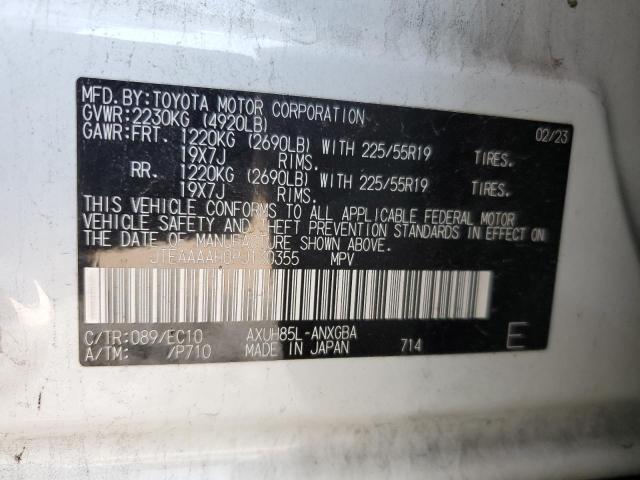 MFD.BY:TOYOTA MOTOR CORPORATION 02/23
GVWR:2230KG (4920LB)
GAWR:FRT. 1220KG (2690LB) WITH 225/55R19 TIRES.
19X7J RIMS.
RR. 1220KG (2690LB) WITH 225/55R19 TIRES.
19X7J RIMS.
THIS VEHICLE CONFORMS TO ALL APPLICABLE FEDERAL MOTOR
VEHICLE SAFETY AND THEFT PREVENTION STANDARDS IN EFFECT ON
THE DATE OF MANUFACTURE SHOWN ABOVE.
MPV
C/TR:089/EC10 AXUH85L-ANXGBA
A/TM: /P710 MADE IN JAPAN 714 E